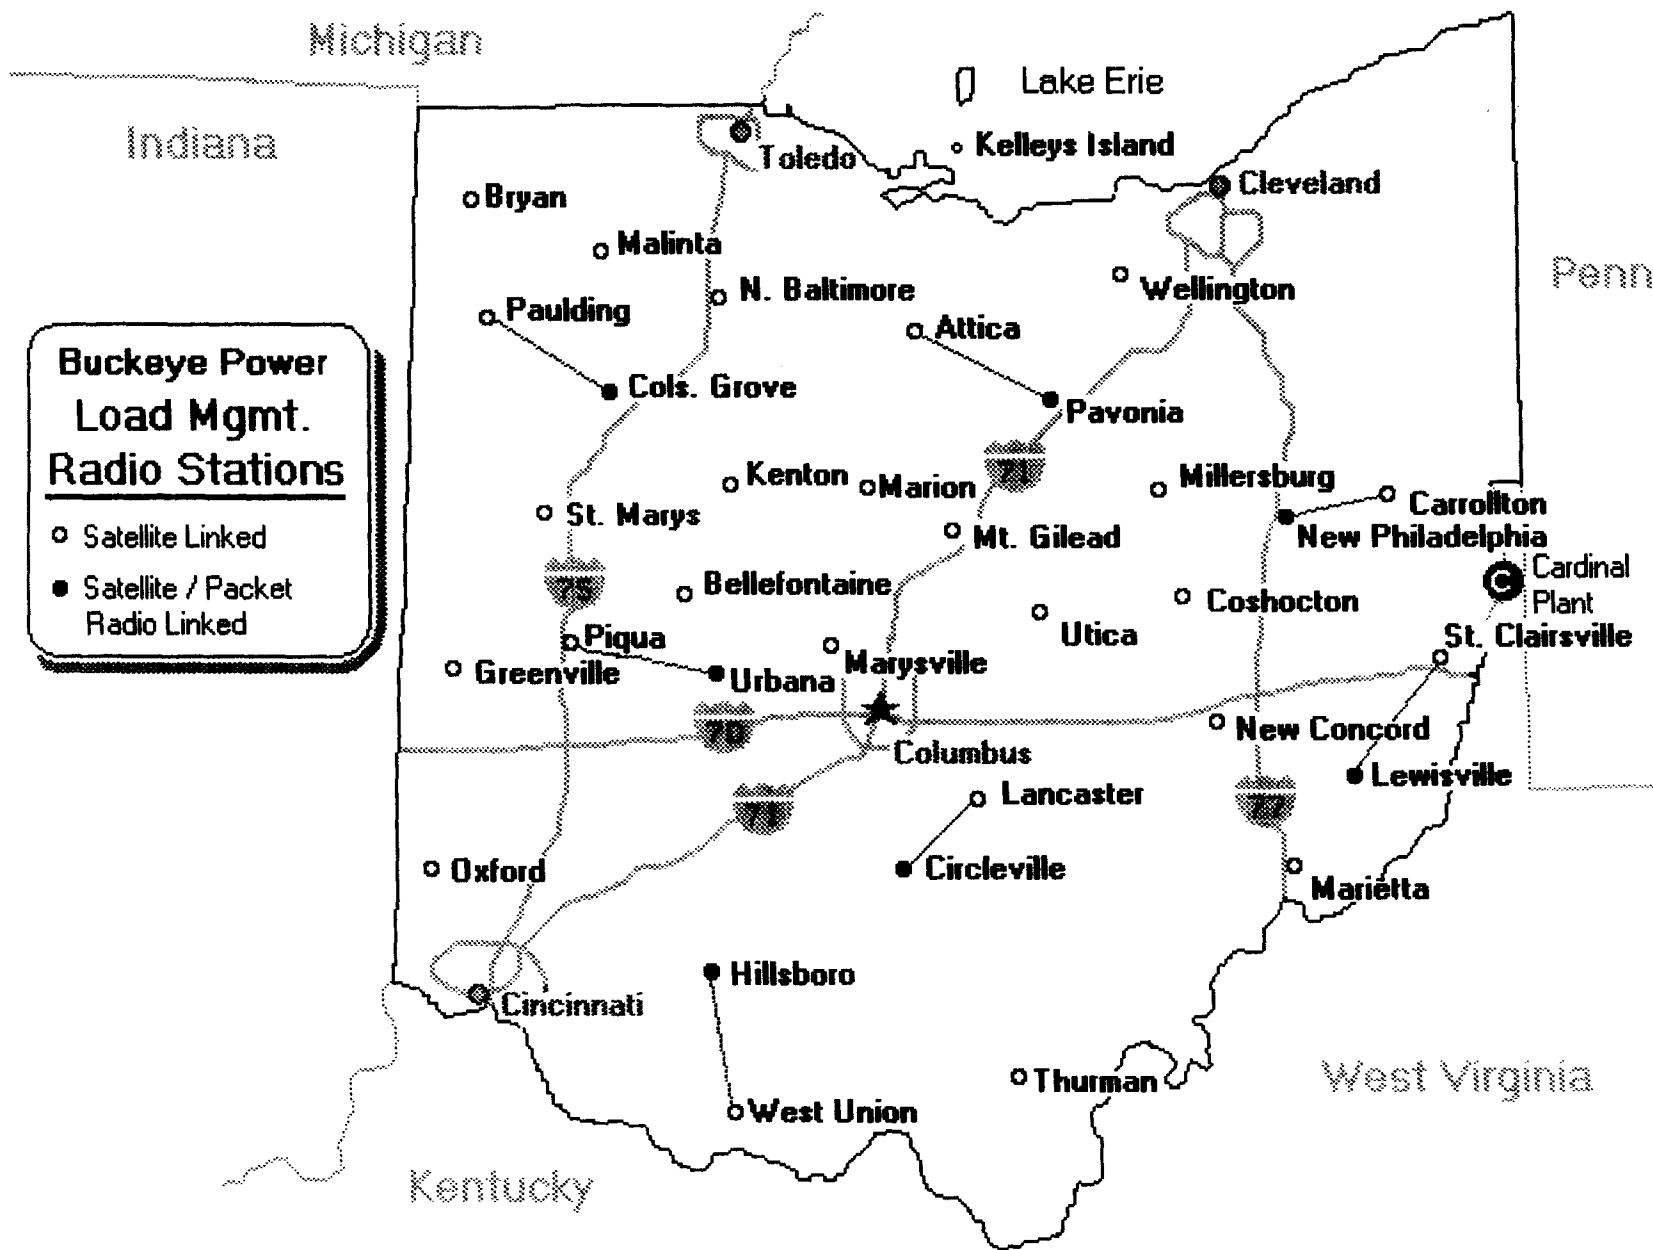 Michigan
Lake Erie
Indiana
Kelleys Island
Toledo
Cleveland
Bryan
Malinta
Penn
N. Baltimore
Wellington
Paulding
Attica
Buckeye Power
Load Mgmt.
Radio Stations
Satellite Linked
Satellite / Packet
Radio Linked
Cols. Grove
Pavonia
71
Kenton
Marion
Millersburg
Carrollton
St. Marys
Mt. Gilead
New Philadelphia
75
Bellefontaine
Coshocton
C
Cardinal
Plant
Utica
St. Clairsville
Piqua
Greenville
Urbana
Marysville
70
New Concord
Columbus
Lewisville
Lancaster
71
77
Oxford
Circleville
Marietta
Hillsboro
Cincinnati
Thurman
West Virginia
West Union
Kentucky